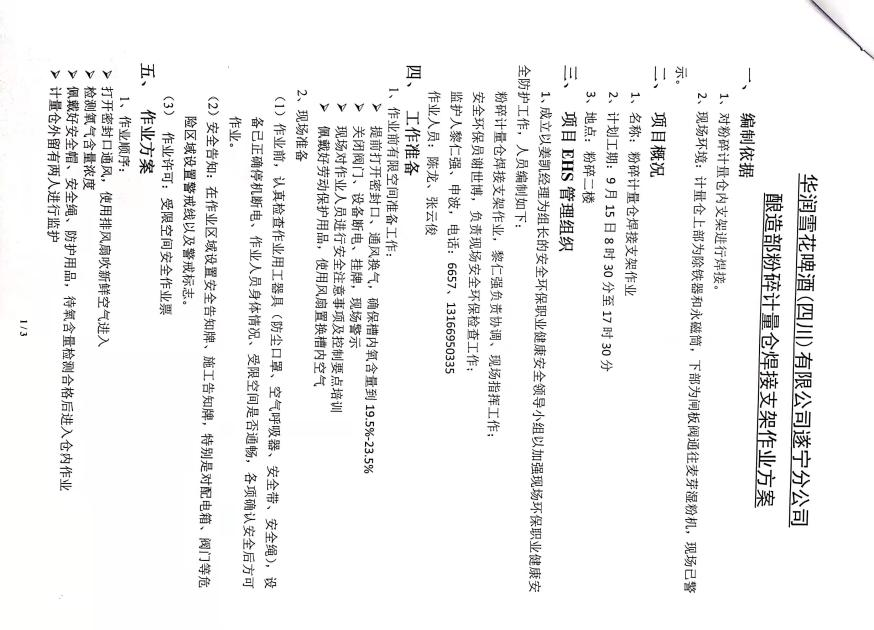 华润雪花啤酒(四川)有限公司遂宁分公司
酿造部粉碎计量仓焊接支架作业方案
一、 编制依据
1、对粉碎计量仓内支架进行焊接。
2、现场环境：计量仓上部为除铁器和永磁筒，下部为闸板阀通往麦芽湿粉机，现场已警
示。
二、 项目概况
1、名称：粉碎计量仓焊接支架作业
2、计划工期：9 月 15 日 8 时 30 分至 17 时 30 分
3、地点：粉碎二楼
三、 项目 EHS 管理组织
1、成立以姜凯经理为组长的安全环保职业健康安全领导小组以加强现场环保职业健康安
全防护工作，人员编制如下：
粉碎计量仓焊接支架作业，黎仁强负责协调、现场指挥工作；
安全环保员谢世博，负责现场安全环保检查工作；
监护人黎仁强、申波，电话：6657、13166950335
作业人员：陈龙、张云俊
四、 工作准备
1、作业前有限空间准备工作：
➢ 提前打开密封口、通风换气，确保槽内氧含量到 19.5%-23.5%
➢ 关闭阀门、设备断电、挂牌，现场警示
➢ 现场对作业人员进行安全注意事项及控制要点培训
➢ 佩戴好劳动保护用品，使用风扇置换槽内空气
2、现场准备
（1）作业前，认真检查作业用工器具（防尘口罩、空气呼吸器、安全带、安全绳），设
备已正确停机断电、作业人员身体情况、受限空间是否通畅，各项确认安全后方可
作业。
（2）安全告知：在作业区域设置安全告知牌、施工告知牌，特别是对配电箱、阀门等危
险区域设置警戒线以及警戒标志。
（3） 作业许可：受限空间安全作业票
五、 作业方案
1、作业顺序：
➢ 打开密封口通风，使用排风扇吹新鲜空气进入
➢ 检测氧气含量浓度
➢ 佩戴好安全帽、安全绳、防护用品，待氧含量检测合格后进入仓内作业
➢ 计量仓外留有两人进行监护
1 / 3